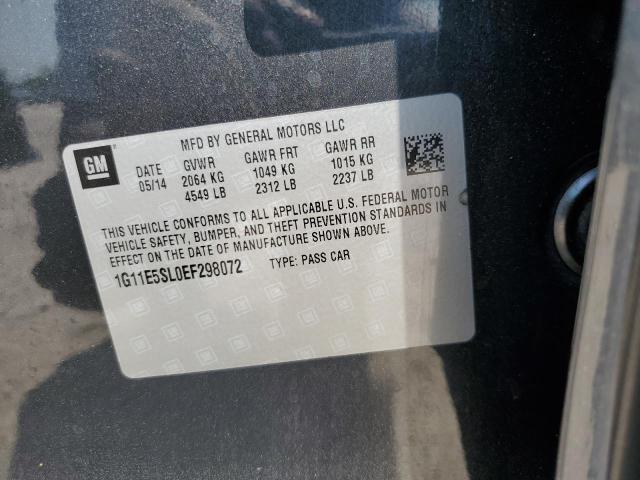 GM
MFD BY GENERAL MOTORS LLC
DATE GVWR GAWR FRT GAWR RR
05/14 2064 KG 1049 KG 1015 KG
4549 LB 2312 LB 2237 LB
THIS VEHICLE CONFORMS TO ALL APPLICABLE U.S. FEDERAL MOTOR
VEHICLE SAFETY, BUMPER, AND THEFT PREVENTION STANDARDS IN
EFFECT ON THE DATE OF MANUFACTURE SHOWN ABOVE.
1G11E5SL0EF298072 TYPE: PASS CAR